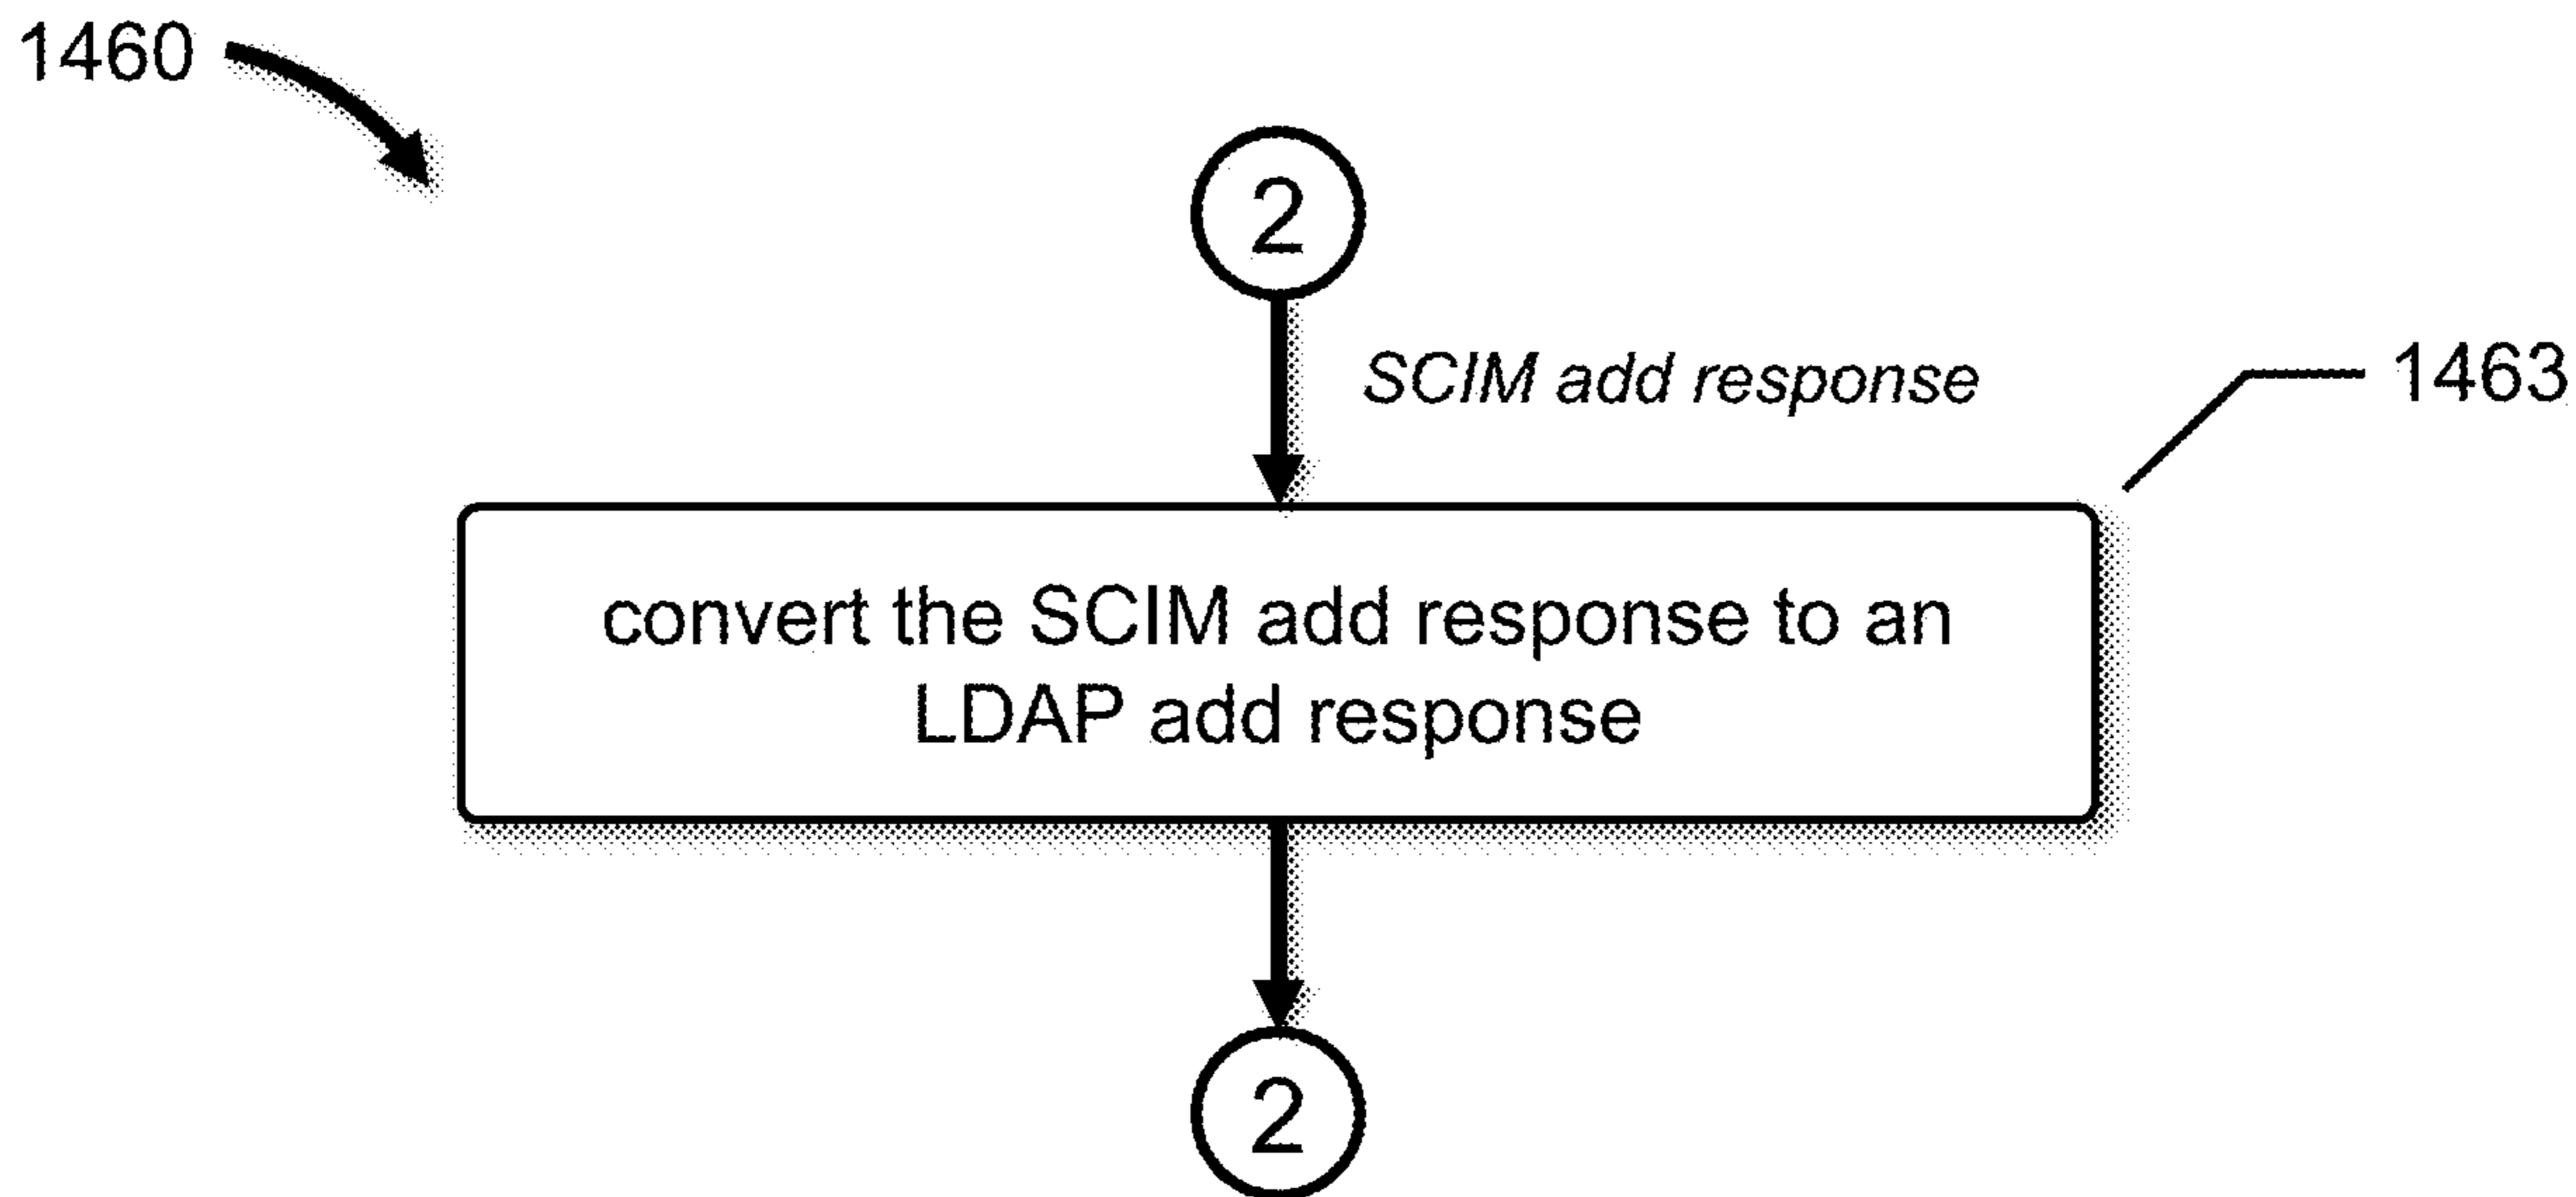 1460
2
SCIM add response
1463
convert the SCIM add response to an
LDAP add response
2